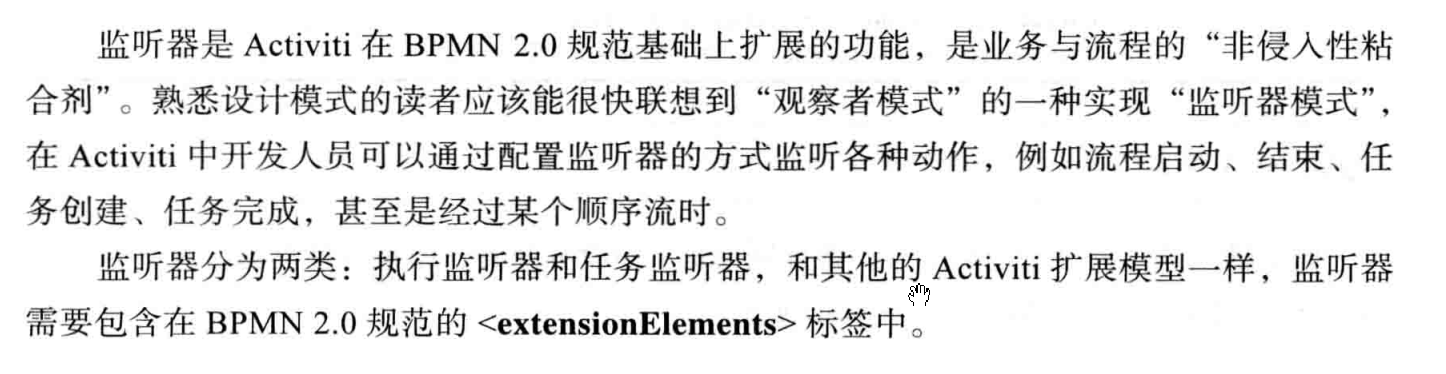 监听器是 Activiti 在 BPMN 2.0 规范基础上扩展的功能，是业务与流程的“非侵入性粘
合剂”。熟悉设计模式的读者应该能很快联想到“观察者模式”的一种实现“监听器模式”，
在 Activiti 中开发人员可以通过配置监听器的方式监听各种动作，例如流程启动、结束、任
务创建、任务完成，甚至是经过某个顺序流时。
监听器分为两类：执行监听器和任务监听器，和其他的 Activiti 扩展模型一样，监听器
需要包含在 BPMN 2.0 规范的 <extensionElements> 标签中。